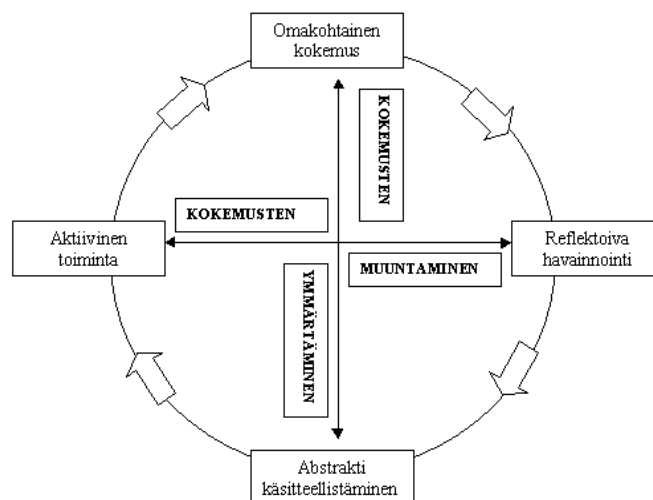 Omakohtainen
kokemus
KOKEMUSTEN
KOKEMUSTEN
Aktiivinen
toiminta
Reflektoiva
havainnointi
MUUNTAMINEN
YMMÄRTÄMINEN
Abstrakti
käsitteellistäminen